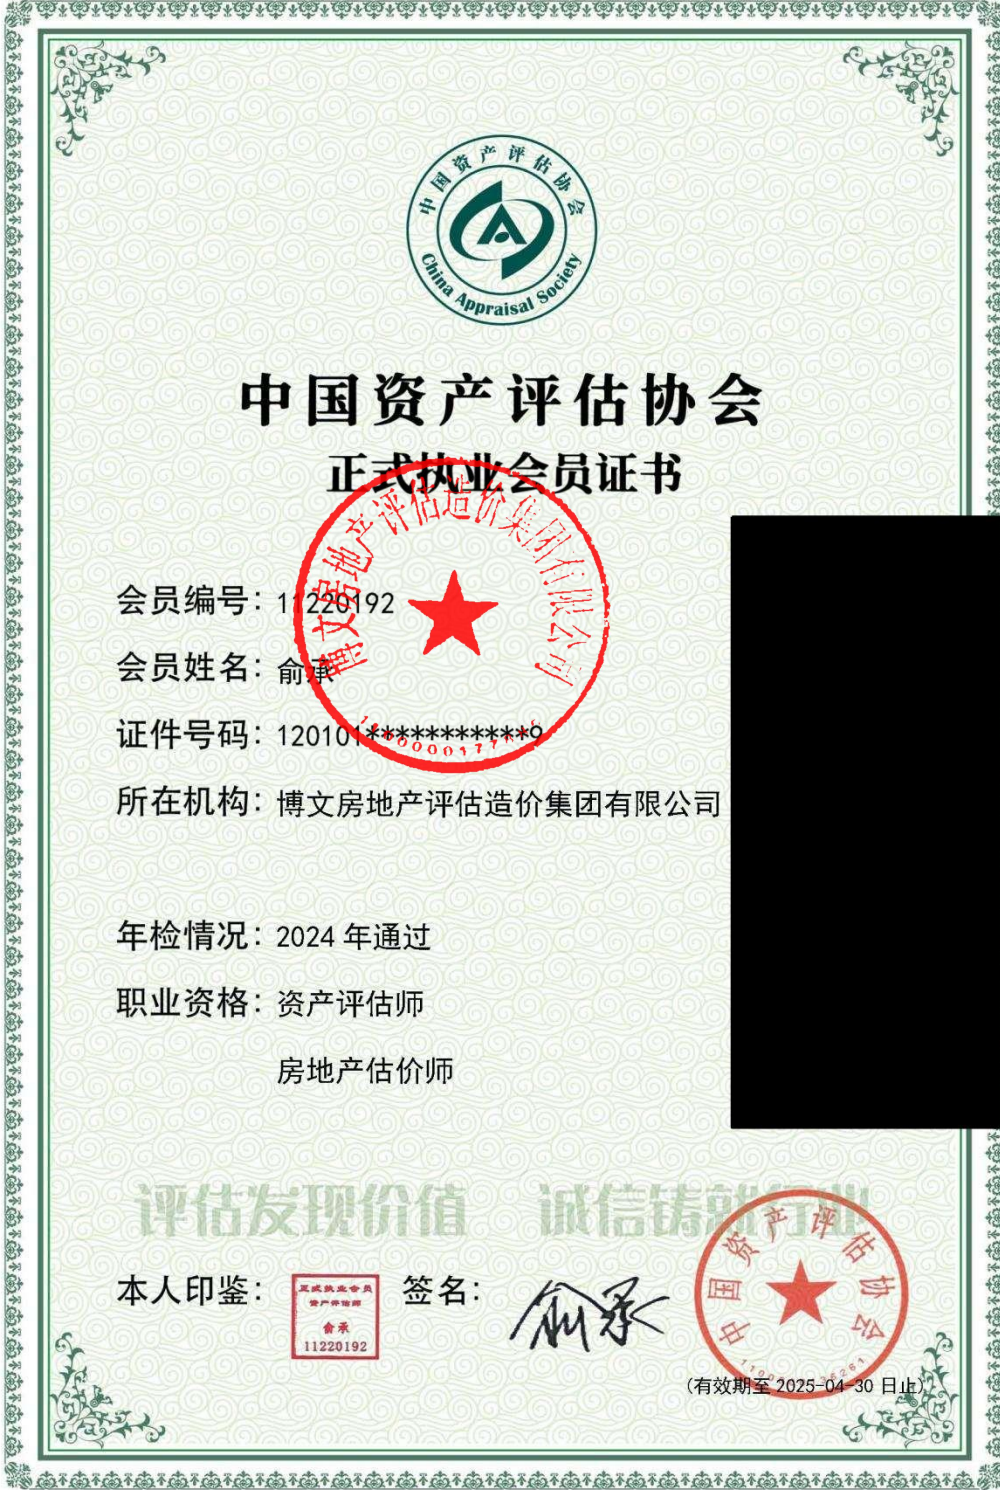 中国资产评估协会
China Appraisal Society
中国资产评估协会
正式执业会员证书
博文房地产评估造价集团有限公司
会员编号：11220192
会员姓名：俞承
证件号码：120101************9
所在机构：博文房地产评估造价集团有限公司
年检情况：2024 年通过
职业资格：资产评估师
房地产估价师
评估发现价值 诚信铸就行业
本人印鉴：
正式执业会员
资产评估师
俞承
11220192
签名：
俞承
中国资产评估协会
(有效期至 2025-04-30 日止)